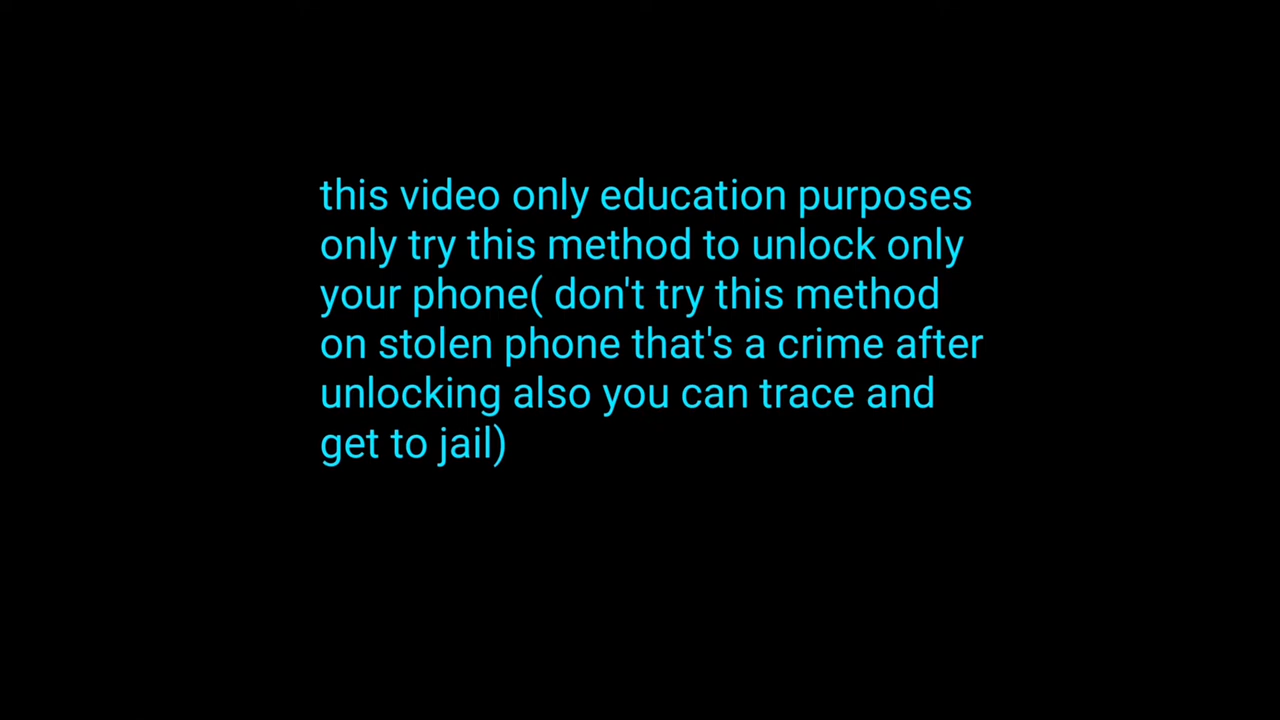 this video only education purposes
only try this method to unlock only
your phone( don't try this method
on stolen phone that's a crime after
unlocking also you can trace and
get to jail)